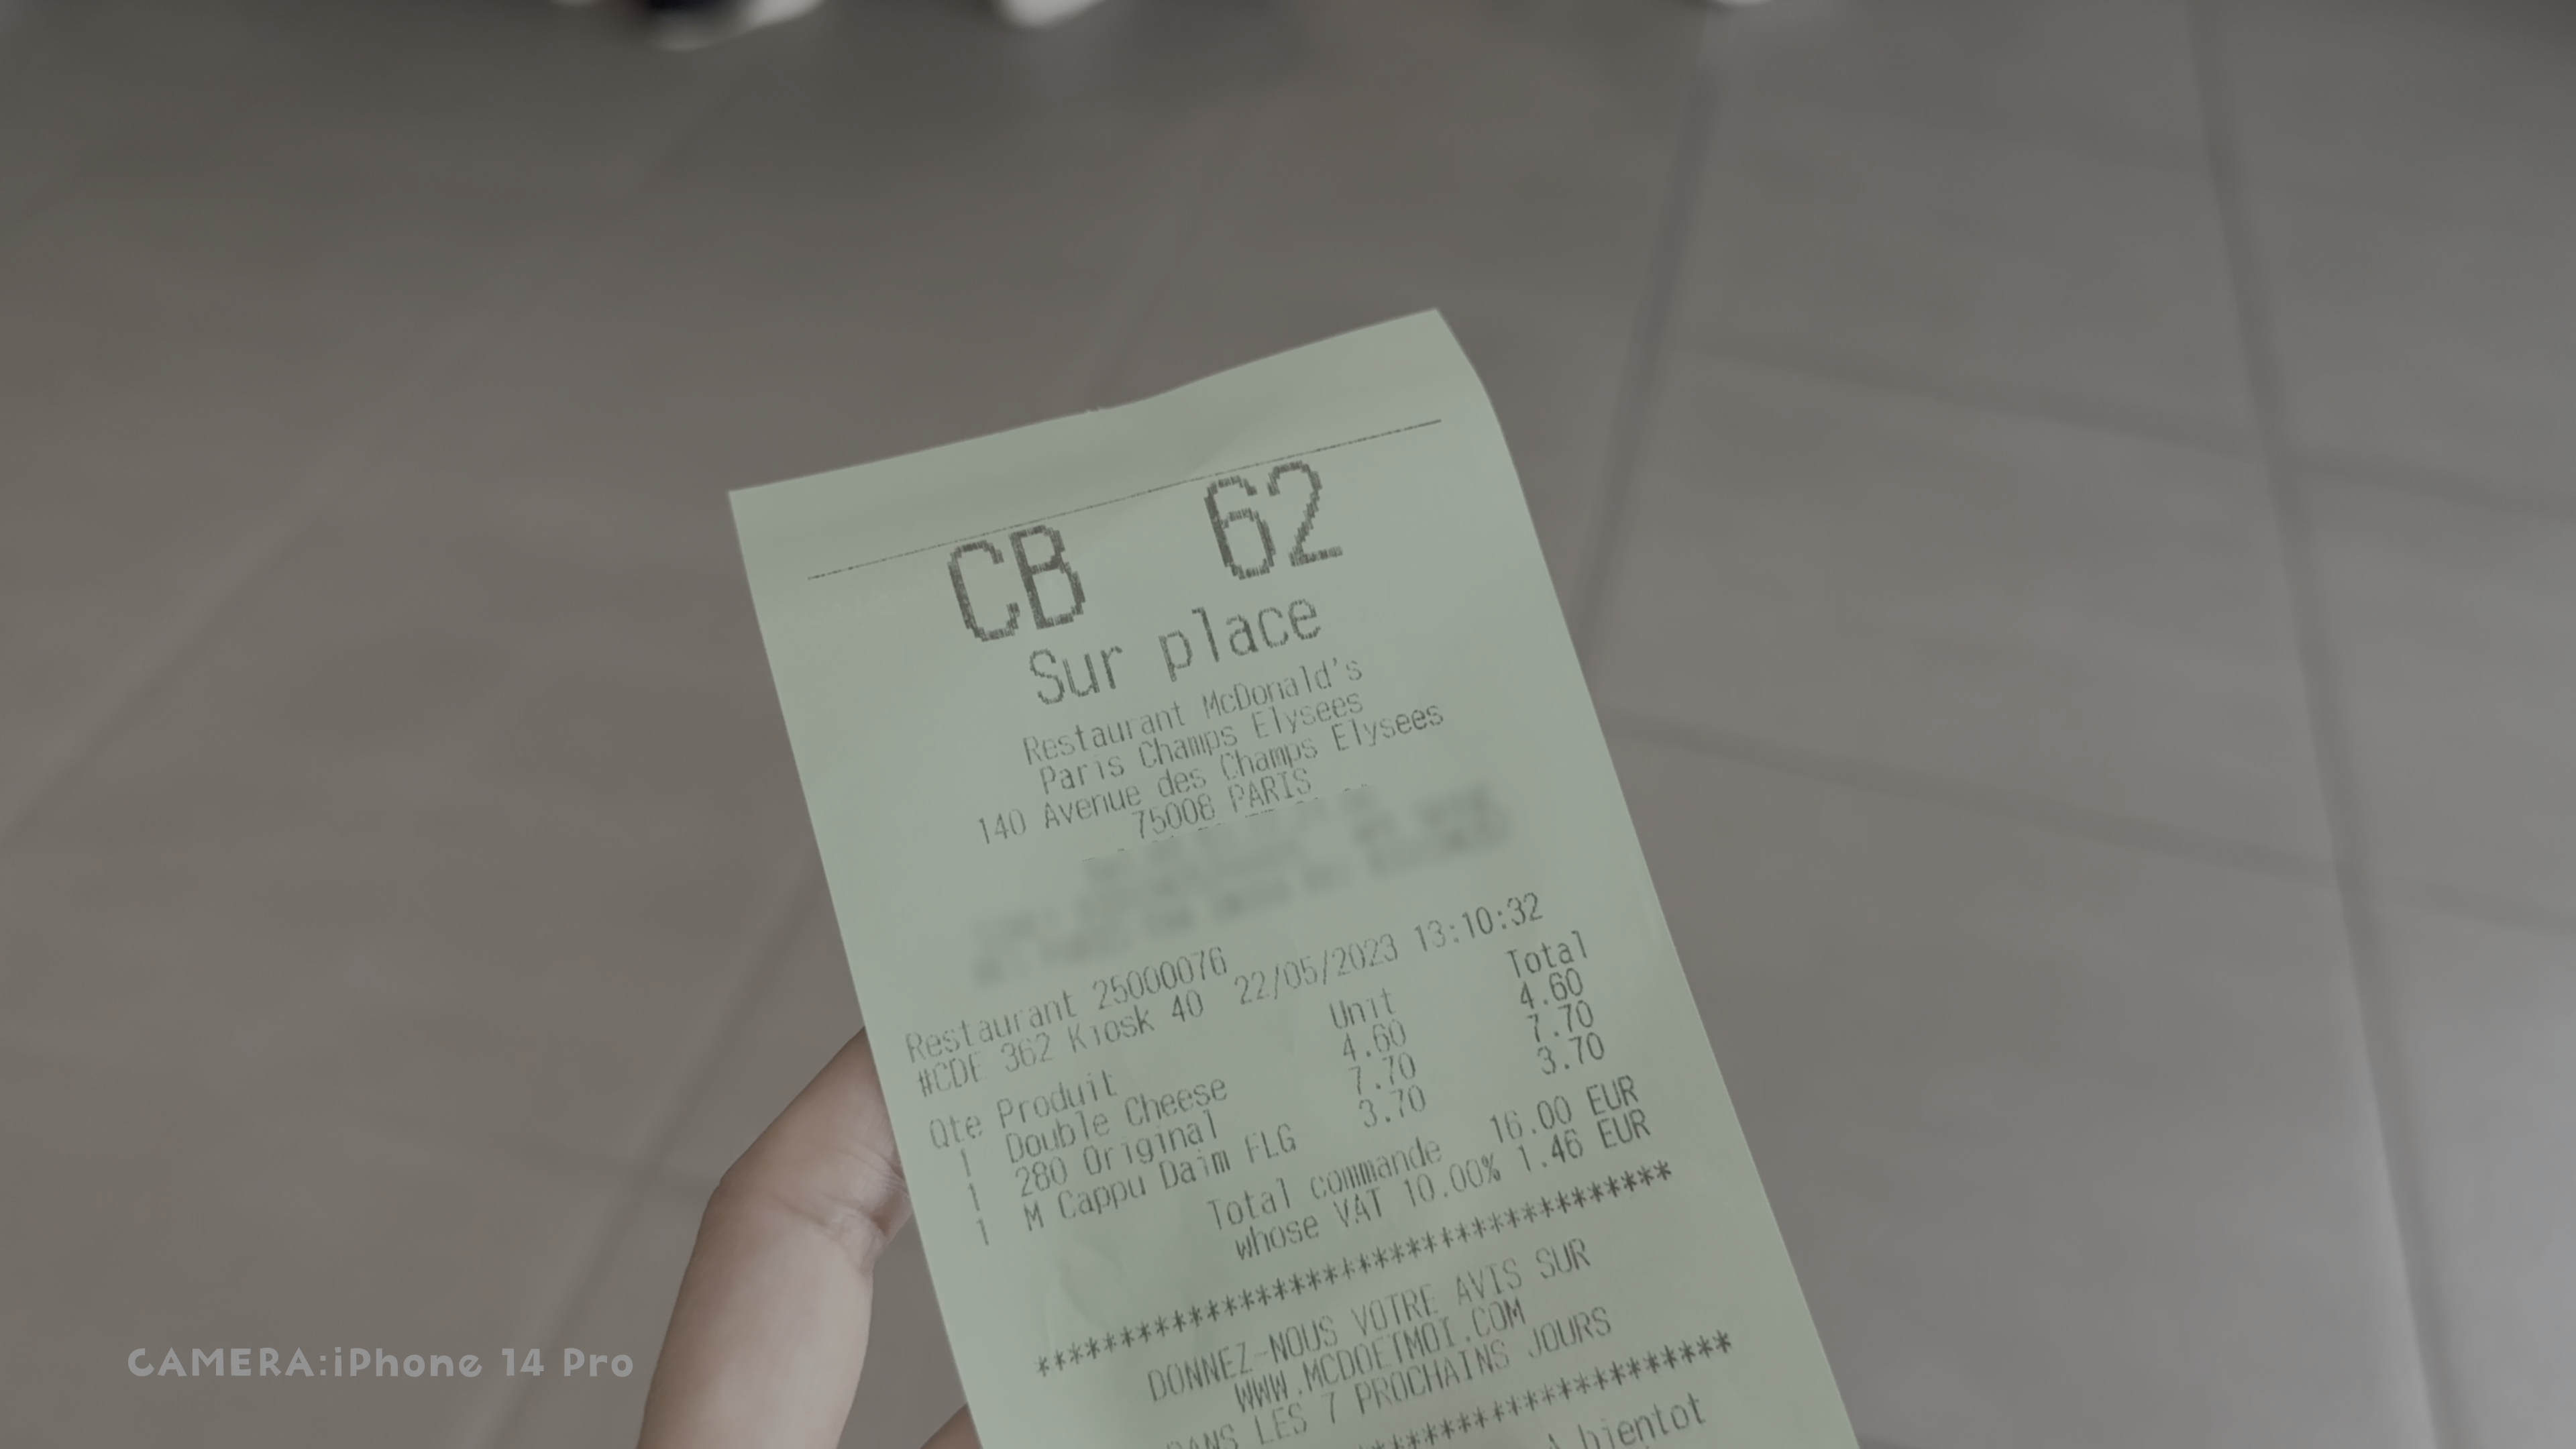 CB 62
Sur place
Restaurant McDonald's
Paris Champs Elysees
140 Avenue des Champs Elysees
75008 PARIS
Restaurant 25000076
#CDE 362 Kiosk 40 22/05/2023 13:10:32
Qte Produit Unit Total
1 Double Cheese 4.60 4.60
1 280 Original 7.70 7.70
1 M Cappu Daim FLG 3.70 3.70
Total commande 16.00 EUR
whose VAT 10.00% 1.46 EUR
****************************************
DONNEZ-NOUS VOTRE AVIS SUR
WWW.MCDOETMOI.COM
DANS LES 7 PROCHAINS JOURS
****************************************
A bientot
CAMERA:iPhone 14 Pro